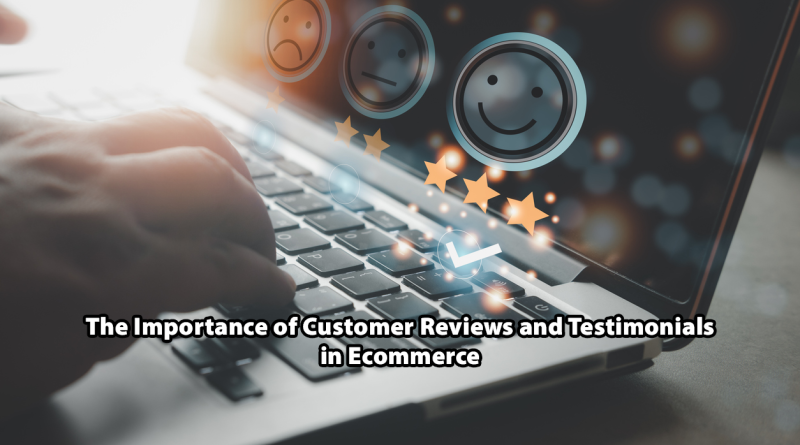 The Importance of Customer Reviews and Testimonials
in Ecommerce